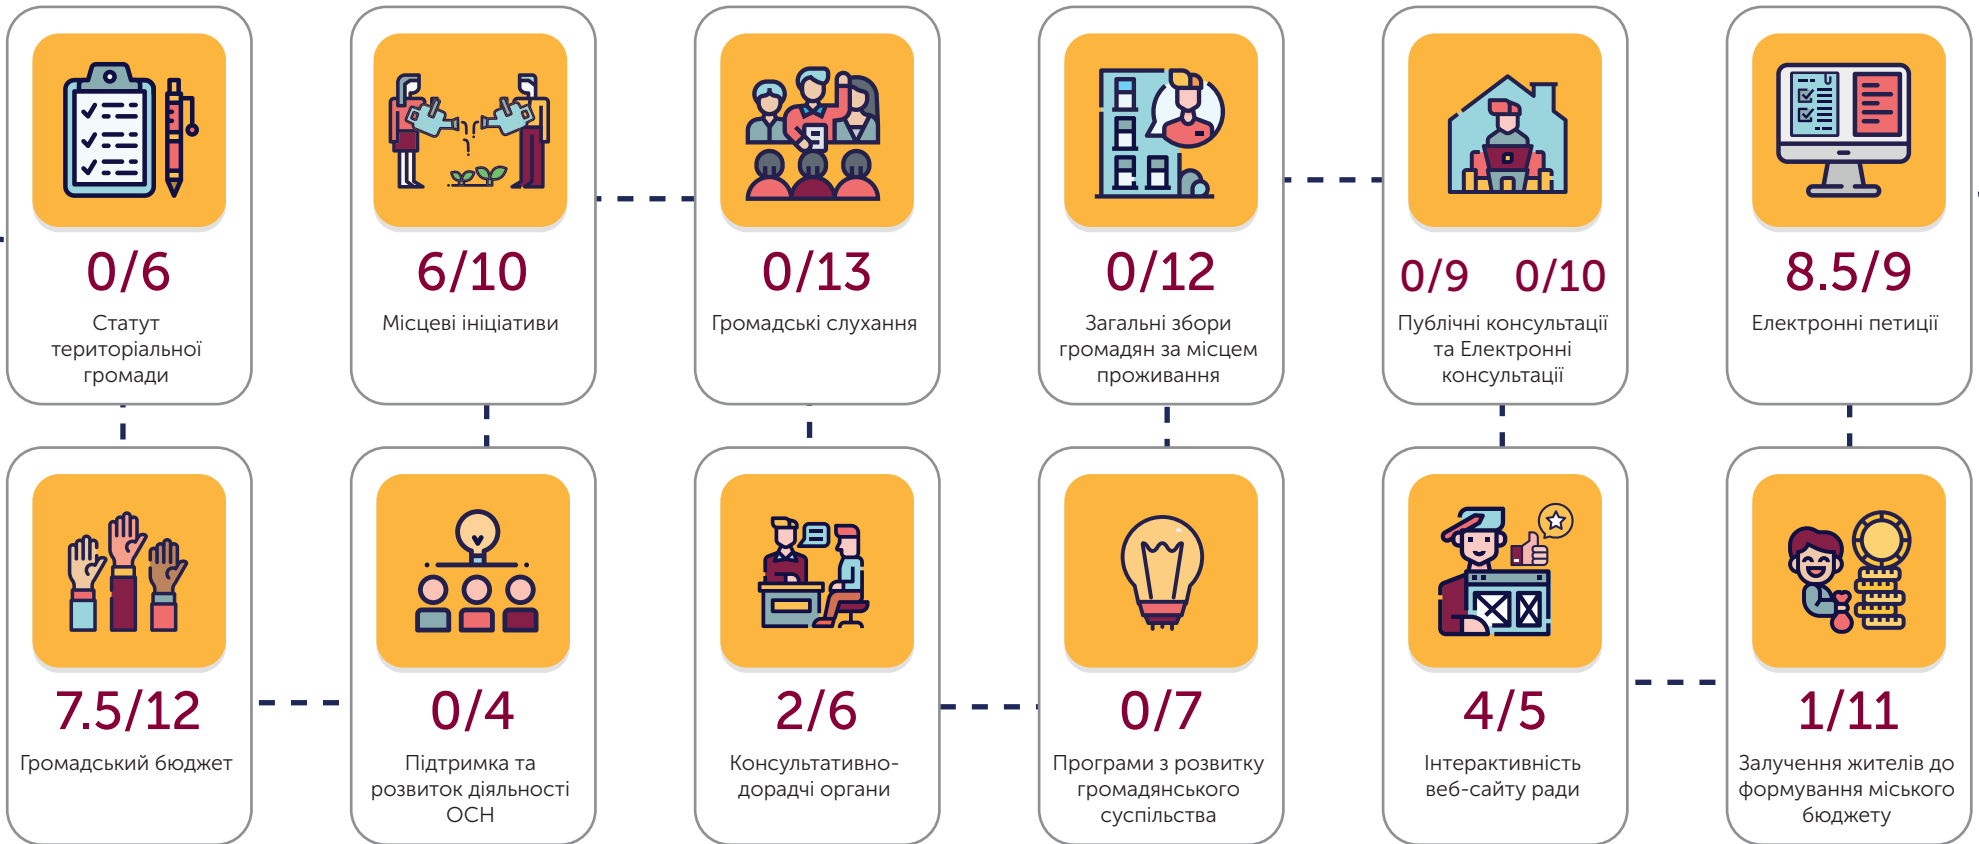 0/6
Статут
територіальної
громади
6/10
Місцеві ініціативи
0/13
Громадські слухання
0/12
Загальні збори
громадян за місцем
проживання
0/9 0/10
Публічні консультації
та Електронні
консультації
8.5/9
Електронні петиції
7.5/12
Громадський бюджет
0/4
Підтримка та
розвиток діяльності
ОСН
2/6
Консультативно-
дорадчі органи
0/7
Програми з розвитку
громадянського
суспільства
4/5
Інтерактивність
веб-сайту ради
1/11
Залучення жителів до
формування міського
бюджету